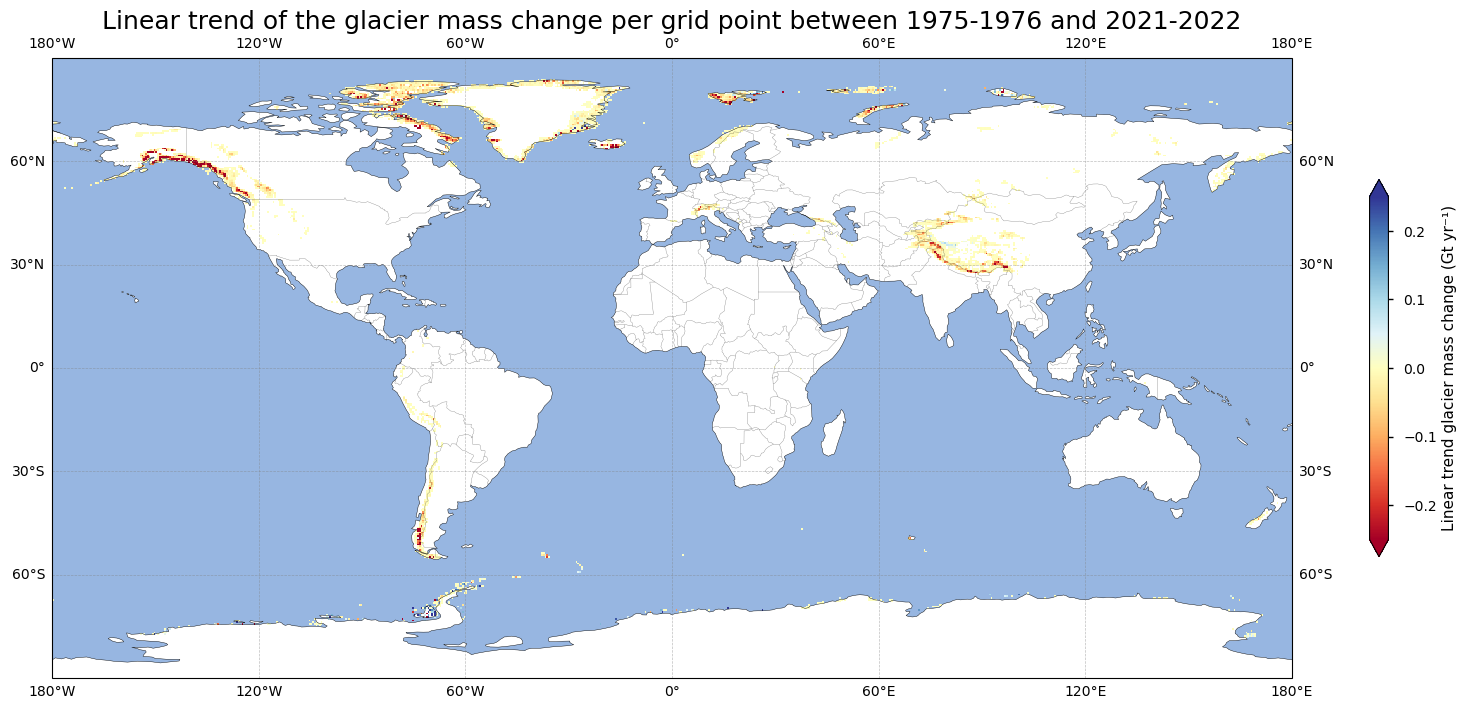 Linear trend of the glacier mass change per grid point between 1975-1976 and 2021-2022
180°W 120°W 60°W 0° 60°E 120°E 180°E
60°N 60°N
30°N 30°N
0° 0°
30°S 30°S
60°S 60°S
180°W 120°W 60°W 0° 60°E 120°E 180°E
0.2
0.1
0.0
−0.1
−0.2
Linear trend glacier mass change (Gt yr⁻¹)